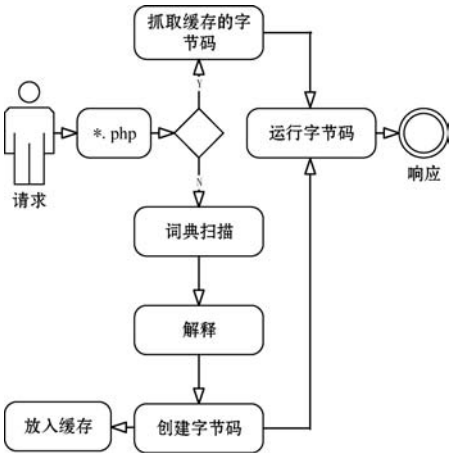 抓取缓存的字
节码
Y
*. php
运行字节码
请求
响应
N
词典扫描
解释
放入缓存
创建字节码